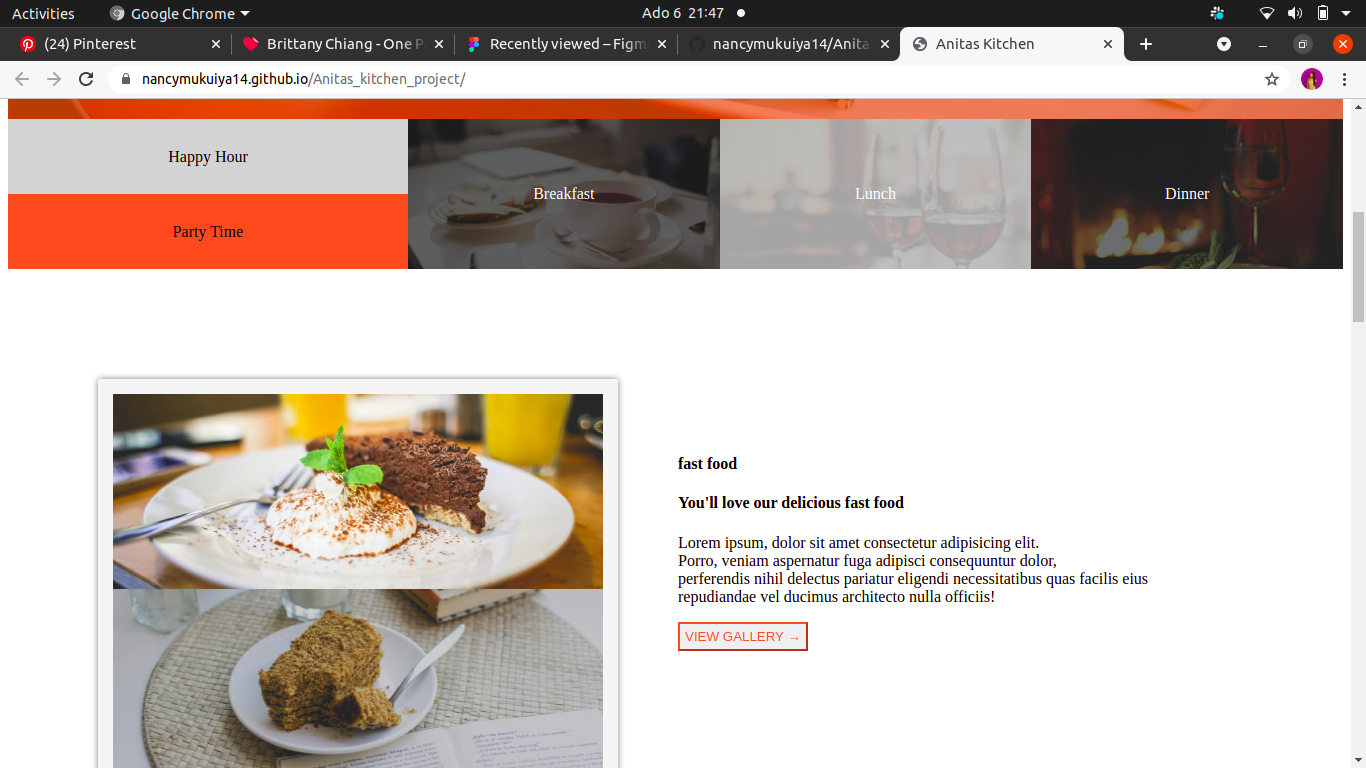 Activities
Google Chrome
Ado 6 21:47
(24) Pinterest
Brittany Chiang - One P
Recently viewed – Figm
nancymukuiya14/Anita
Anitas Kitchen
nancymukuiya14.github.io/Anitas_kitchen_project/
Happy Hour
Party Time
Breakfast
Lunch
Dinner
fast food
You'll love our delicious fast food
Lorem ipsum, dolor sit amet consectetur adipisicing elit.
Porro, veniam aspernatur fuga adipisci consequuntur dolor,
perferendis nihil delectus pariatur eligendi necessitatibus quas facilis eius
repudiandae vel ducimus architecto nulla officiis!
VIEW GALLERY →